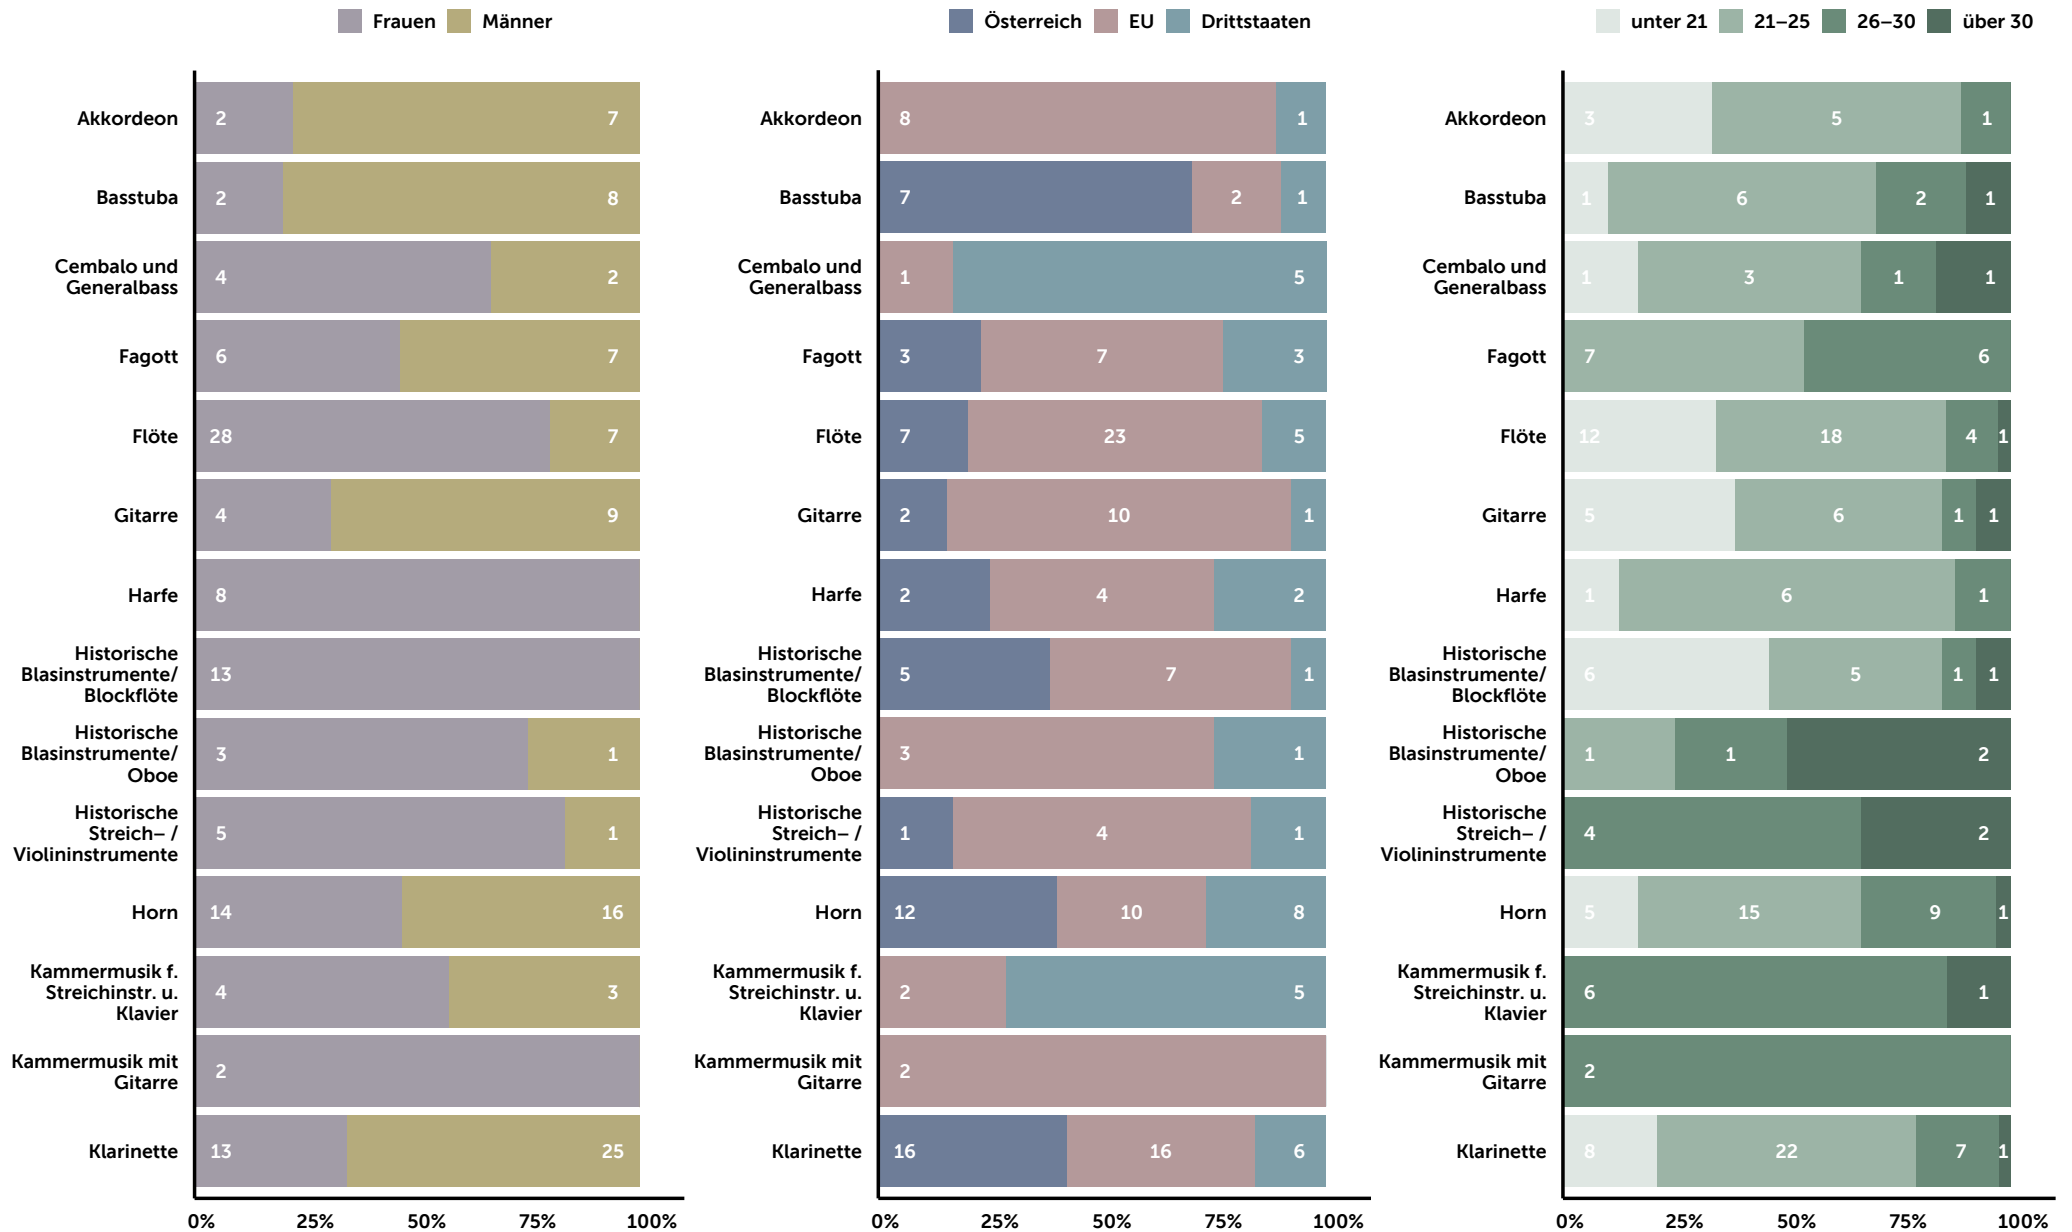 Frauen Männer
Akkordeon 2 7
Basstuba 2 8
Cembalo und
Generalbass 4 2
Fagott 6 7
Flöte 28 7
Gitarre 4 9
Harfe 8
Historische
Blasinstrumente/
Blockflöte 13
Historische
Blasinstrumente/
Oboe 3 1
Historische
Streich– /
Violininstrumente 5 1
Horn 14 16
Kammermusik f.
Streichinstr. u.
Klavier 4 3
Kammermusik mit
Gitarre 2
Klarinette 13 25
0% 25% 50% 75% 100%
Österreich EU Drittstaaten
Akkordeon 8 1
Basstuba 7 2 1
Cembalo und
Generalbass 1 5
Fagott 3 7 3
Flöte 7 23 5
Gitarre 2 10 1
Harfe 2 4 2
Historische
Blasinstrumente/
Blockflöte 5 7 1
Historische
Blasinstrumente/
Oboe 3 1
Historische
Streich– /
Violininstrumente 1 4 1
Horn 12 10 8
Kammermusik f.
Streichinstr. u.
Klavier 2 5
Kammermusik mit
Gitarre 2
Klarinette 16 16 6
0% 25% 50% 75% 100%
unter 21 21–25 26–30 über 30
Akkordeon 3 5 1
Basstuba 1 6 2 1
Cembalo und
Generalbass 1 3 1 1
Fagott 7 6
Flöte 12 18 4 1
Gitarre 5 6 1 1
Harfe 1 6 1
Historische
Blasinstrumente/
Blockflöte 6 5 1 1
Historische
Blasinstrumente/
Oboe 1 1 2
Historische
Streich– /
Violininstrumente 4 2
Horn 5 15 9 1
Kammermusik f.
Streichinstr. u.
Klavier 6 1
Kammermusik mit
Gitarre 2
Klarinette 8 22 7 1
0% 25% 50% 75% 100%